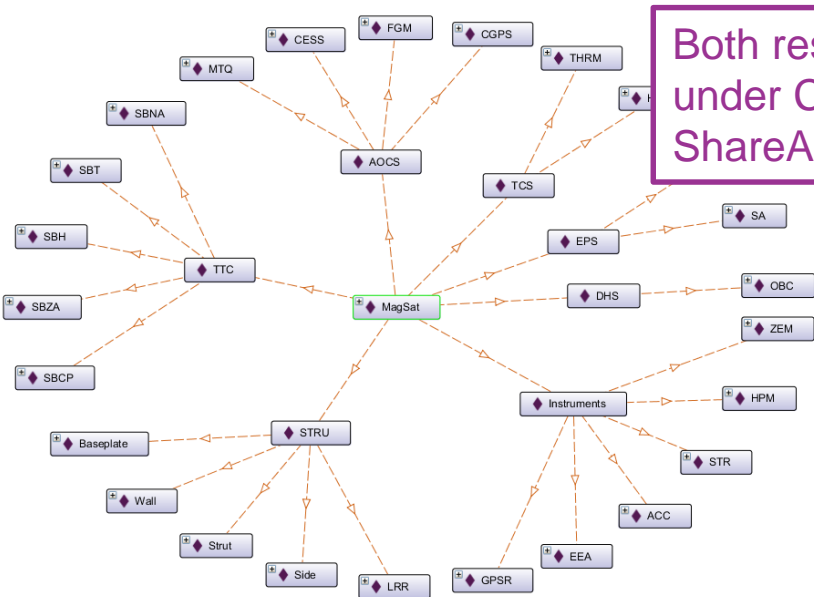 FGM
CESS
CGPS
MTQ
THRM
SBNA
AOCS
SBT
TCS
SBH
EPS
SA
TTC
OBC
DHS
SBZA
MagSat
ZEM
SBCP
HPM
Instruments
STRU
Baseplate
STR
Wall
ACC
Strut
EEA
Side
GPSR
LRR
Both res
under C
ShareA